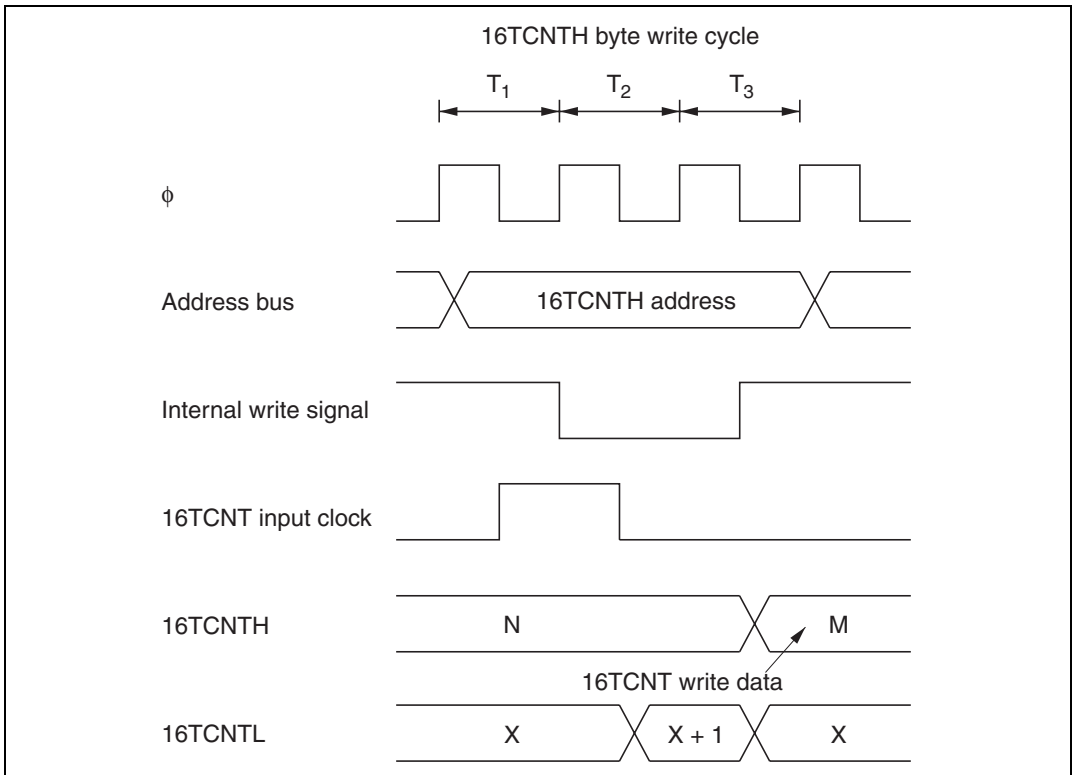 16TCNTH byte write cycle
T1 T2 T3
φ
Address bus 16TCNTH address
Internal write signal
16TCNT input clock
16TCNTH N M
16TCNT write data
16TCNTL X X + 1 X